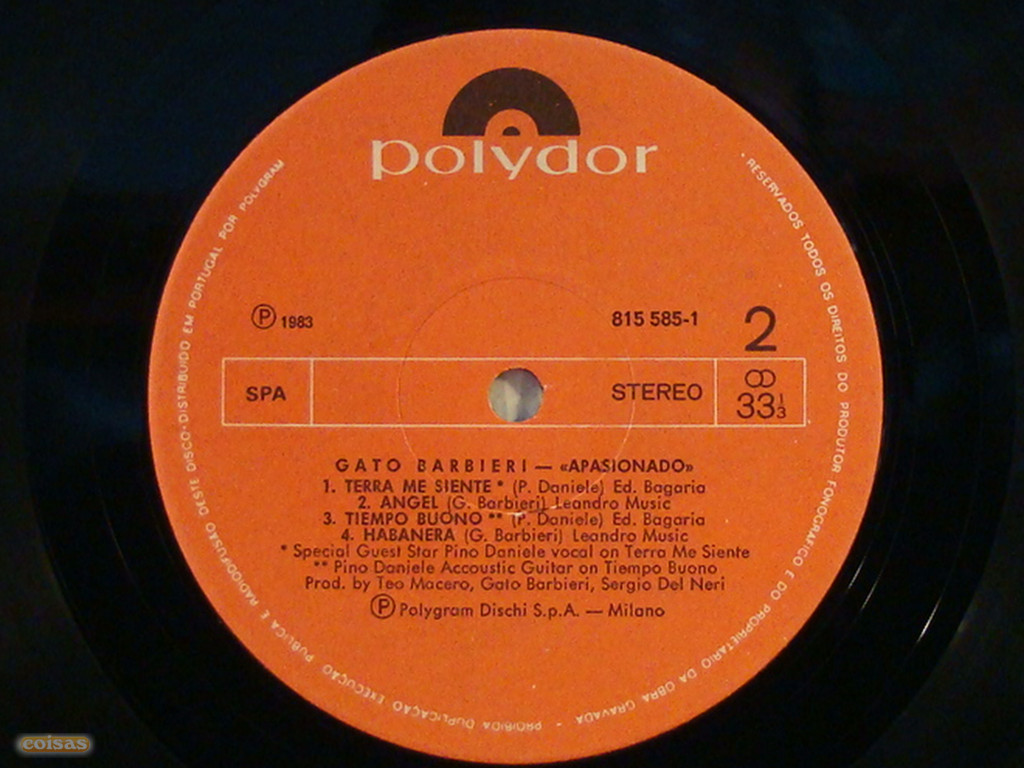 polydor
DISTRIBUIDO EM PORTUGAL POR POLYGRAM
RESERVADOS TODOS OS DIREITOS DO PRODUTOR FONOGRÁFICO E DO PROPRIETÁRIO DA OBRA GRAVADA - PROIBIDA DUPLICAÇÃO EXECUÇÃO PUBLICA E RADIODIFUSÃO DESTE DISCO
℗ 1983
815 585-1
2
SPA
STEREO
33 1/3
GATO BARBIERI — «APASIONADO»
1. TERRA ME SIENTE * (P. Daniele) Ed. Bagaria
2. ANGEL (G. Barbieri) Leandro Music
3. TIEMPO BUONO ** (P. Daniele) Ed. Bagaria
4. HABANERA (G. Barbieri) Leandro Music
* Special Guest Star Pino Daniele vocal on Terra Me Siente
** Pino Daniele Accoustic Guitar on Tiempo Buono
Prod. by Teo Macero, Gato Barbieri, Sergio Del Neri
℗ Polygram Dischi S.p.A. — Milano
coisas